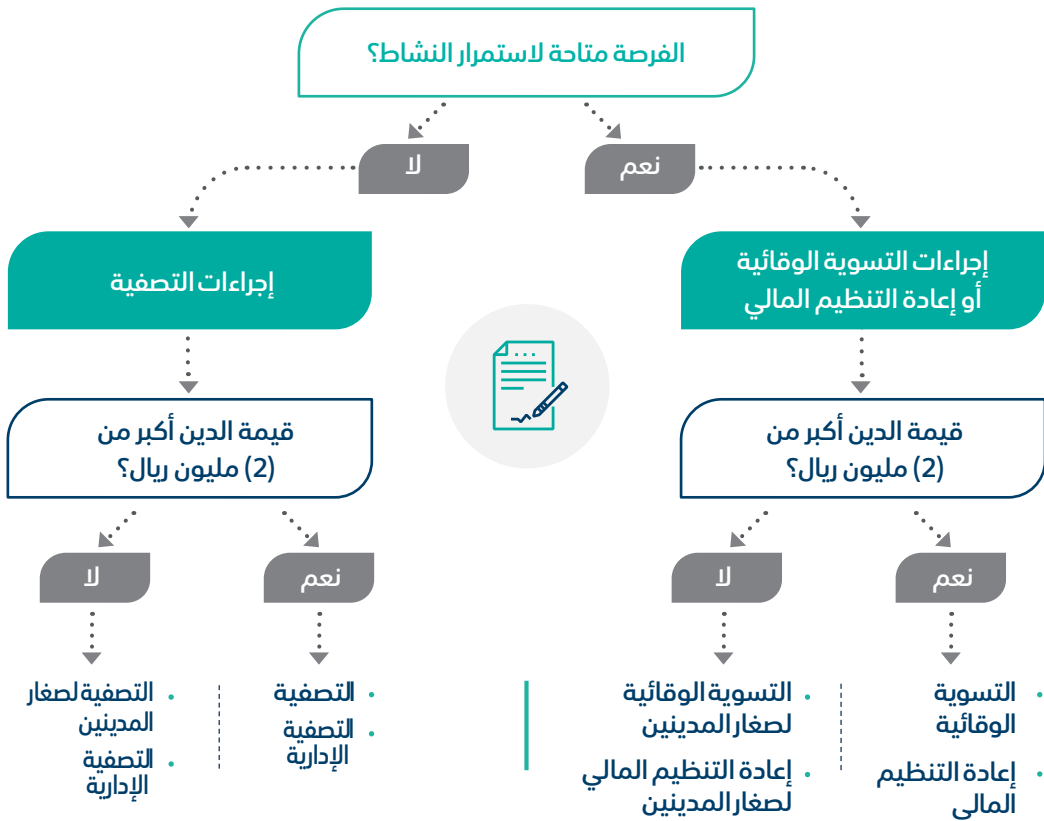 الفرصة متاحة لاستمرار النشاط؟
نعم
لا
إجراءات التسوية الوقائية
أو إعادة التنظيم المالي
إجراءات التصفية
قيمة الدين أكبر من
(2) مليون ريال؟
قيمة الدين أكبر من
(2) مليون ريال؟
نعم
لا
نعم
لا
• التسوية
الوقائية
• إعادة التنظيم
المالي
• التسوية الوقائية
لصغار المدينين
• إعادة التنظيم المالي
لصغار المدينين
• التصفية
• التصفية
الإدارية
• التصفية لصغار
المدينين
• التصفية
الإدارية